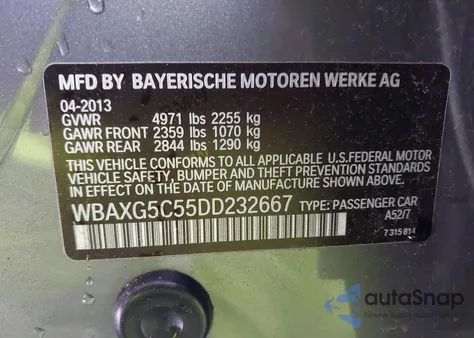 MFD BY BAYERISCHE MOTOREN WERKE AG
04-2013
GVWR 4971 lbs 2255 kg
GAWR FRONT 2359 lbs 1070 kg
GAWR REAR 2844 lbs 1290 kg
THIS VEHICLE CONFORMS TO ALL APPLICABLE U.S.FEDERAL MOTOR
VEHICLE SAFETY, BUMPER, AND THEFT PREVENTION STANDARDS IN
EFFECT ON THE DATE OF MANUFACTURE SHOWN ABOVE.
WBAXG5C55DD232667 TYPE: PASSENGER CAR
A52/7
7 315 814
autoSnap